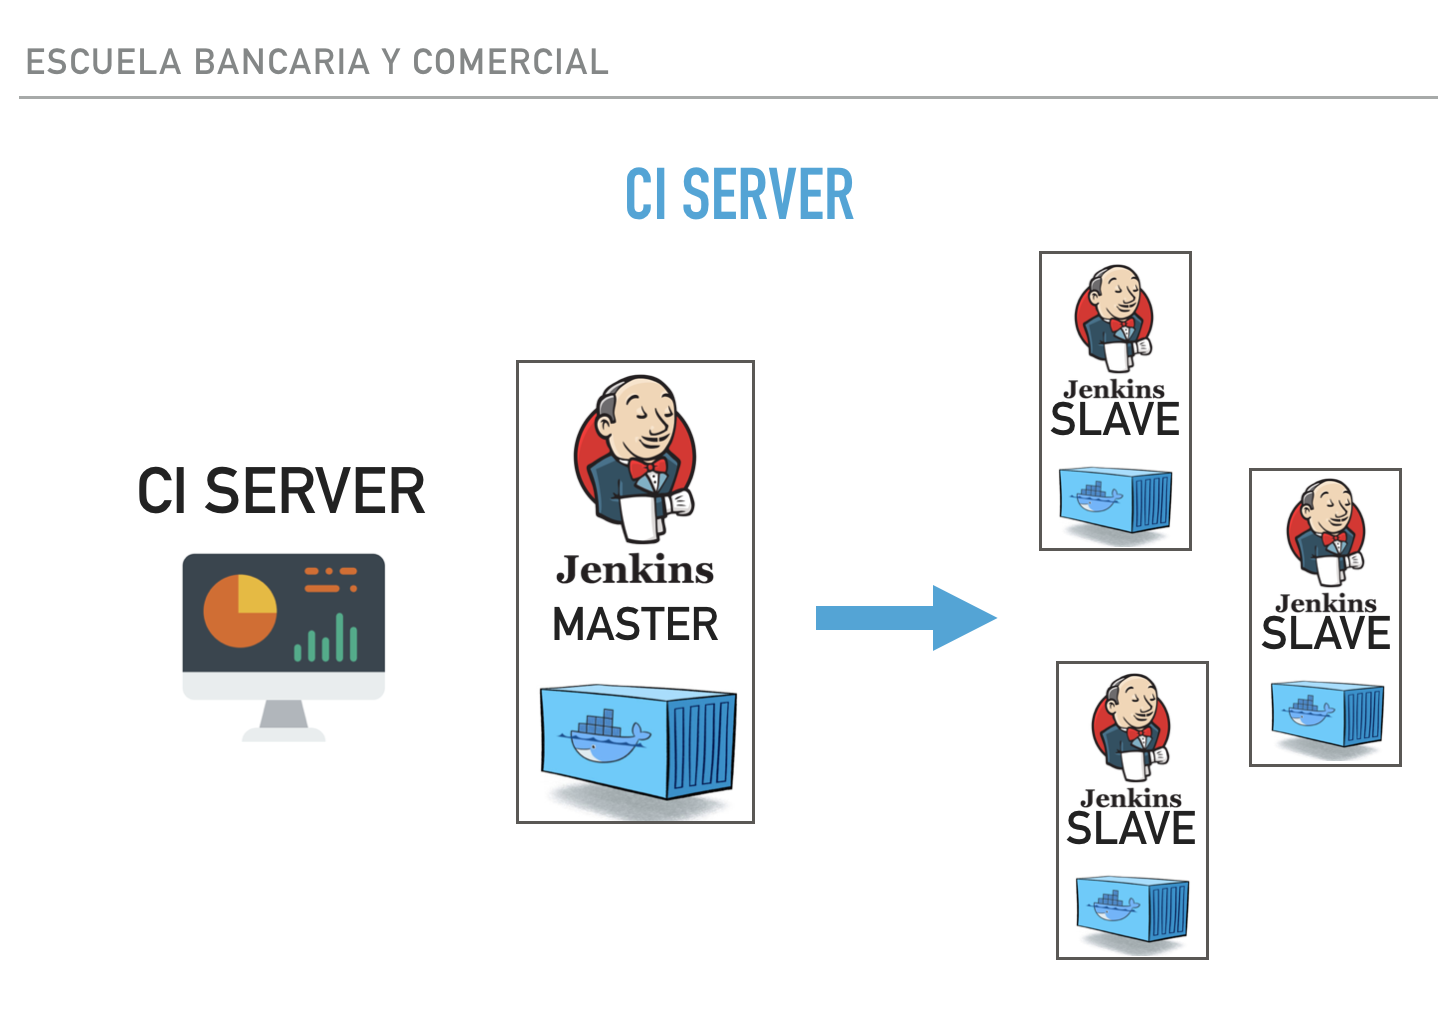 ESCUELA BANCARIA Y COMERCIAL
CI SERVER
CI SERVER
Jenkins
MASTER
Jenkins
SLAVE
Jenkins
SLAVE
Jenkins
SLAVE